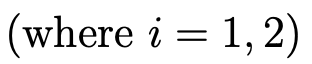 (where i = 1, 2)